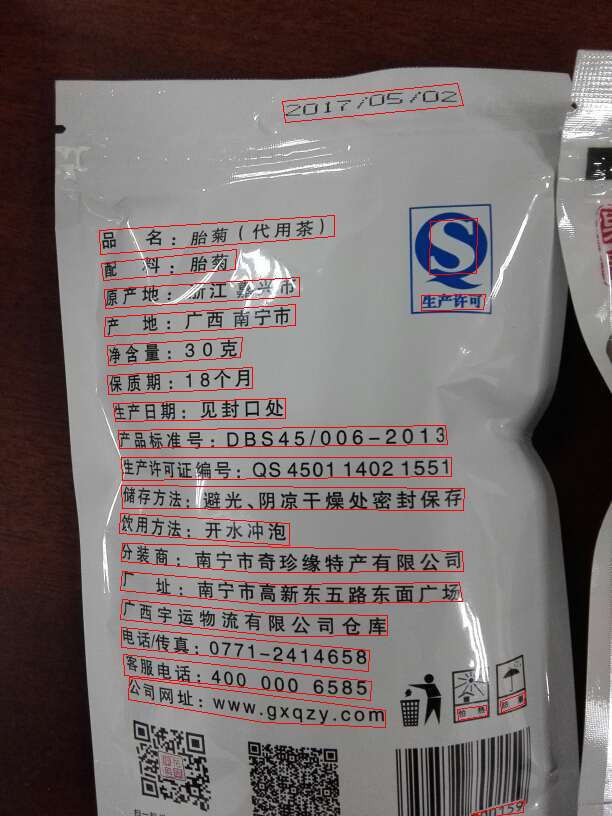 2017/05/02
品 名：胎菊（代用茶）
配 料：胎菊
原产地：浙江 嘉兴市
产 地：广西 南宁市
净含量：30克
保质期：18个月
生产日期：见封口处
产品标准号：DBS45/006-2013
生产许可证编号：QS 4501 1402 1551
储存方法：避光、阴凉干燥处密封保存
饮用方法：开水冲泡
分装商：南宁市奇珍缘特产有限公司
厂 址：南宁市高新东五路东面广场
广西宇运物流有限公司仓库
电话/传真：0771-2414658
客服电话：400 000 6585
公司网址：www.gxqzy.com
S
生产许可
怕 热